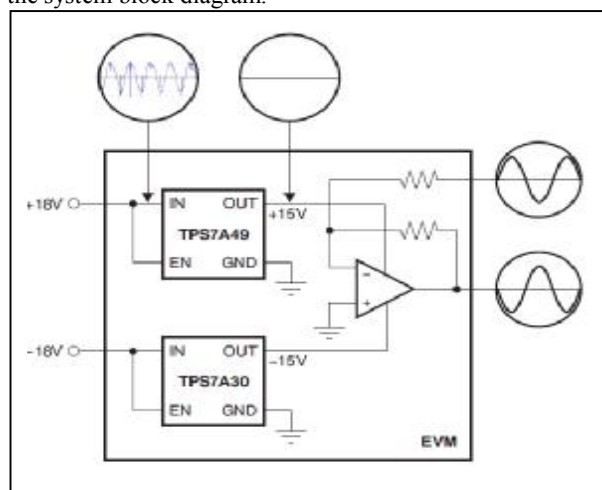 the system block diagram.
+18V
IN OUT
+15V
TPS7A49
EN GND
−
+
−18V
IN OUT
−15V
TPS7A30
EN GND
EVM